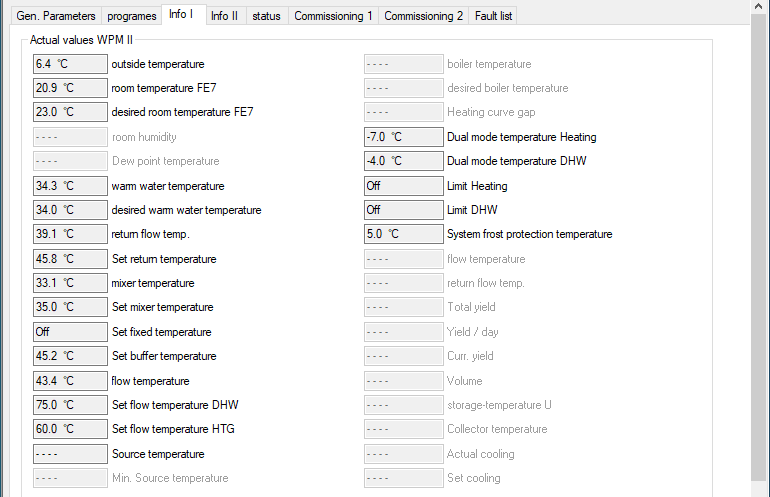 Gen. Parameters programes Info I Info II status Commissioning 1 Commissioning 2 Fault list
Actual values WPM II
6.4 °C outside temperature
20.9 °C room temperature FE7
23.0 °C desired room temperature FE7
---- room humidity
---- Dew point temperature
34.3 °C warm water temperature
34.0 °C desired warm water temperature
39.1 °C return flow temp.
45.8 °C Set return temperature
33.1 °C mixer temperature
35.0 °C Set mixer temperature
Off Set fixed temperature
45.2 °C Set buffer temperature
43.4 °C flow temperature
75.0 °C Set flow temperature DHW
60.0 °C Set flow temperature HTG
---- Source temperature
---- Min. Source temperature
---- boiler temperature
---- desired boiler temperature
---- Heating curve gap
-7.0 °C Dual mode temperature Heating
-4.0 °C Dual mode temperature DHW
Off Limit Heating
Off Limit DHW
5.0 °C System frost protection temperature
---- flow temperature
---- return flow temp.
---- Total yield
---- Yield / day
---- Curr. yield
---- Volume
---- storage-temperature U
---- Collector temperature
---- Actual cooling
---- Set cooling